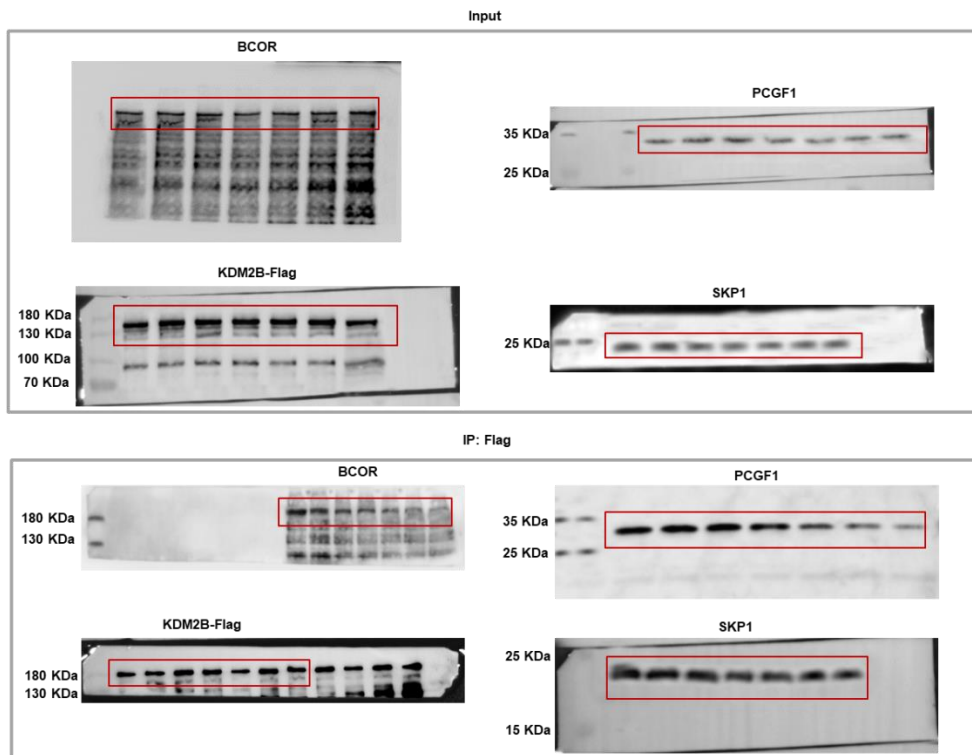 Input
BCOR
PCGF1
35 KDa
25 KDa
KDM2B-Flag
180 KDa
130 KDa
100 KDa
70 KDa
SKP1
25 KDa
IP: Flag
BCOR
180 KDa
130 KDa
PCGF1
35 KDa
25 KDa
KDM2B-Flag
180 KDa
130 KDa
SKP1
25 KDa
15 KDa